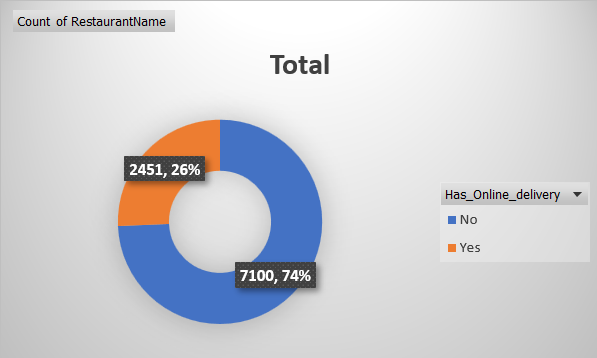 Count of RestaurantName
Total
2451, 26%
7100, 74%
Has_Online_delivery
No
Yes